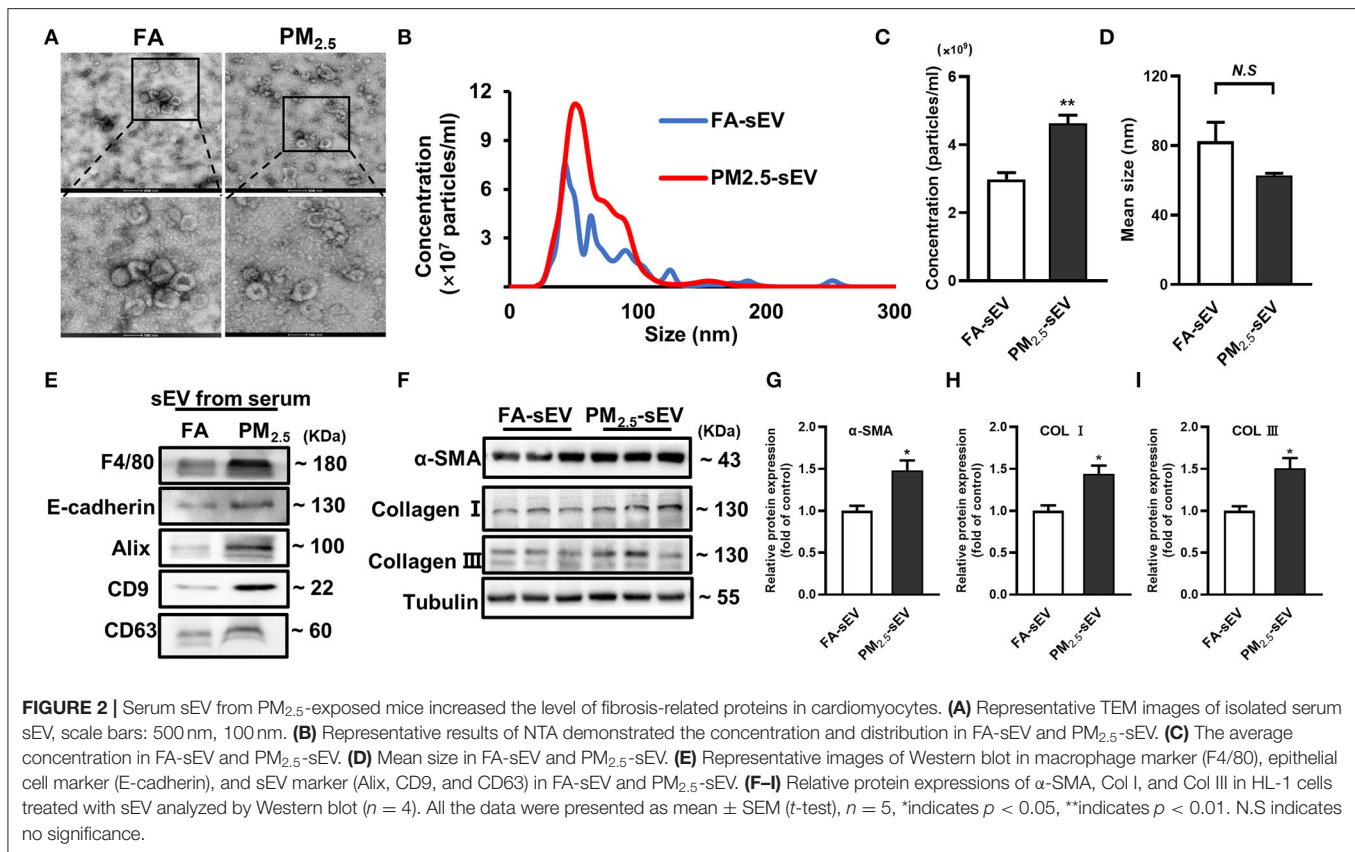 A
FA
PM2.5
B
12
9
6
3
Concentration
(×10⁷ particles/ml)
FA-sEV
PM2.5-sEV
0
100
200
300
Size (nm)
C
(×10⁹)
6
4
2
0
Concentration (particles/ml)
**
FA-sEV
PM2.5-sEV
D
120
80
40
0
Mean size (nm)
N.S
FA-sEV
PM2.5-sEV
E
sEV from serum
FA
PM2.5
(KDa)
F4/80
~ 180
E-cadherin
~ 130
Alix
~ 100
CD9
~ 22
CD63
~ 60
F
FA-sEV
PM2.5-sEV
(KDa)
α-SMA
~ 43
Collagen Ⅰ
~ 130
Collagen Ⅲ
~ 130
Tubulin
~ 55
G
α-SMA
2.0
1.5
1.0
0.5
0.0
Relative protein expression
(fold of control)
*
FA-sEV
PM2.5-sEV
H
COL Ⅰ
2.0
1.5
1.0
0.5
0.0
Relative protein expression
(fold of control)
*
FA-sEV
PM2.5-sEV
I
COL Ⅲ
2.0
1.5
1.0
0.5
0.0
Relative protein expression
(fold of control)
*
FA-sEV
PM2.5-sEV
FIGURE 2 | Serum sEV from PM2.5-exposed mice increased the level of fibrosis-related proteins in cardiomyocytes. (A) Representative TEM images of isolated serum
sEV, scale bars: 500 nm, 100 nm. (B) Representative results of NTA demonstrated the concentration and distribution in FA-sEV and PM2.5-sEV. (C) The average
concentration in FA-sEV and PM2.5-sEV. (D) Mean size in FA-sEV and PM2.5-sEV. (E) Representative images of Western blot in macrophage marker (F4/80), epithelial
cell marker (E-cadherin), and sEV marker (Alix, CD9, and CD63) in FA-sEV and PM2.5-sEV. (F–I) Relative protein expressions of α-SMA, Col I, and Col III in HL-1 cells
treated with sEV analyzed by Western blot (n = 4). All the data were presented as mean ± SEM (t-test), n = 5, *indicates p < 0.05, **indicates p < 0.01. N.S indicates
no significance.